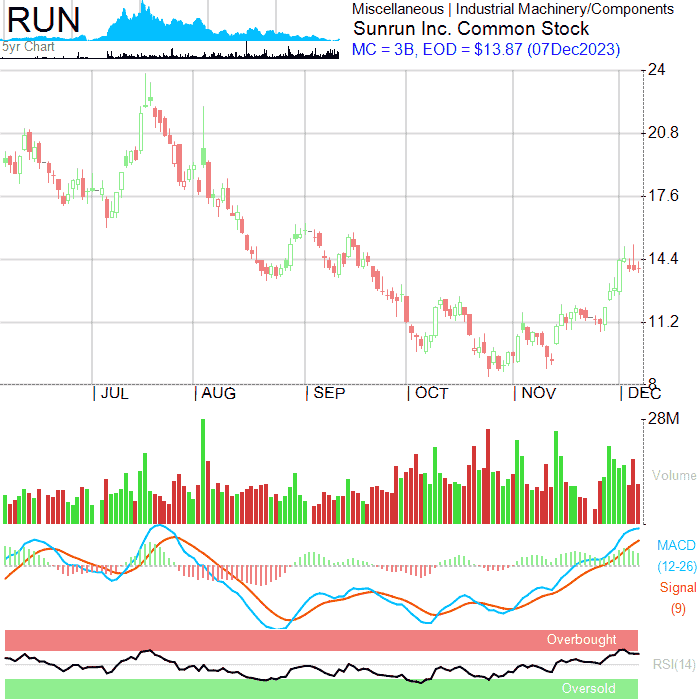 RUN
5yr Chart
Miscellaneous | Industrial Machinery/Components
Sunrun Inc. Common Stock
MC = 3B, EOD = $13.87 (07Dec2023)
24
20.8
17.6
14.4
11.2
8
| JUL | AUG | SEP | OCT | NOV | DEC
28M
Volume
MACD
(12-26)
Signal
(9)
Overbought
RSI(14)
Oversold